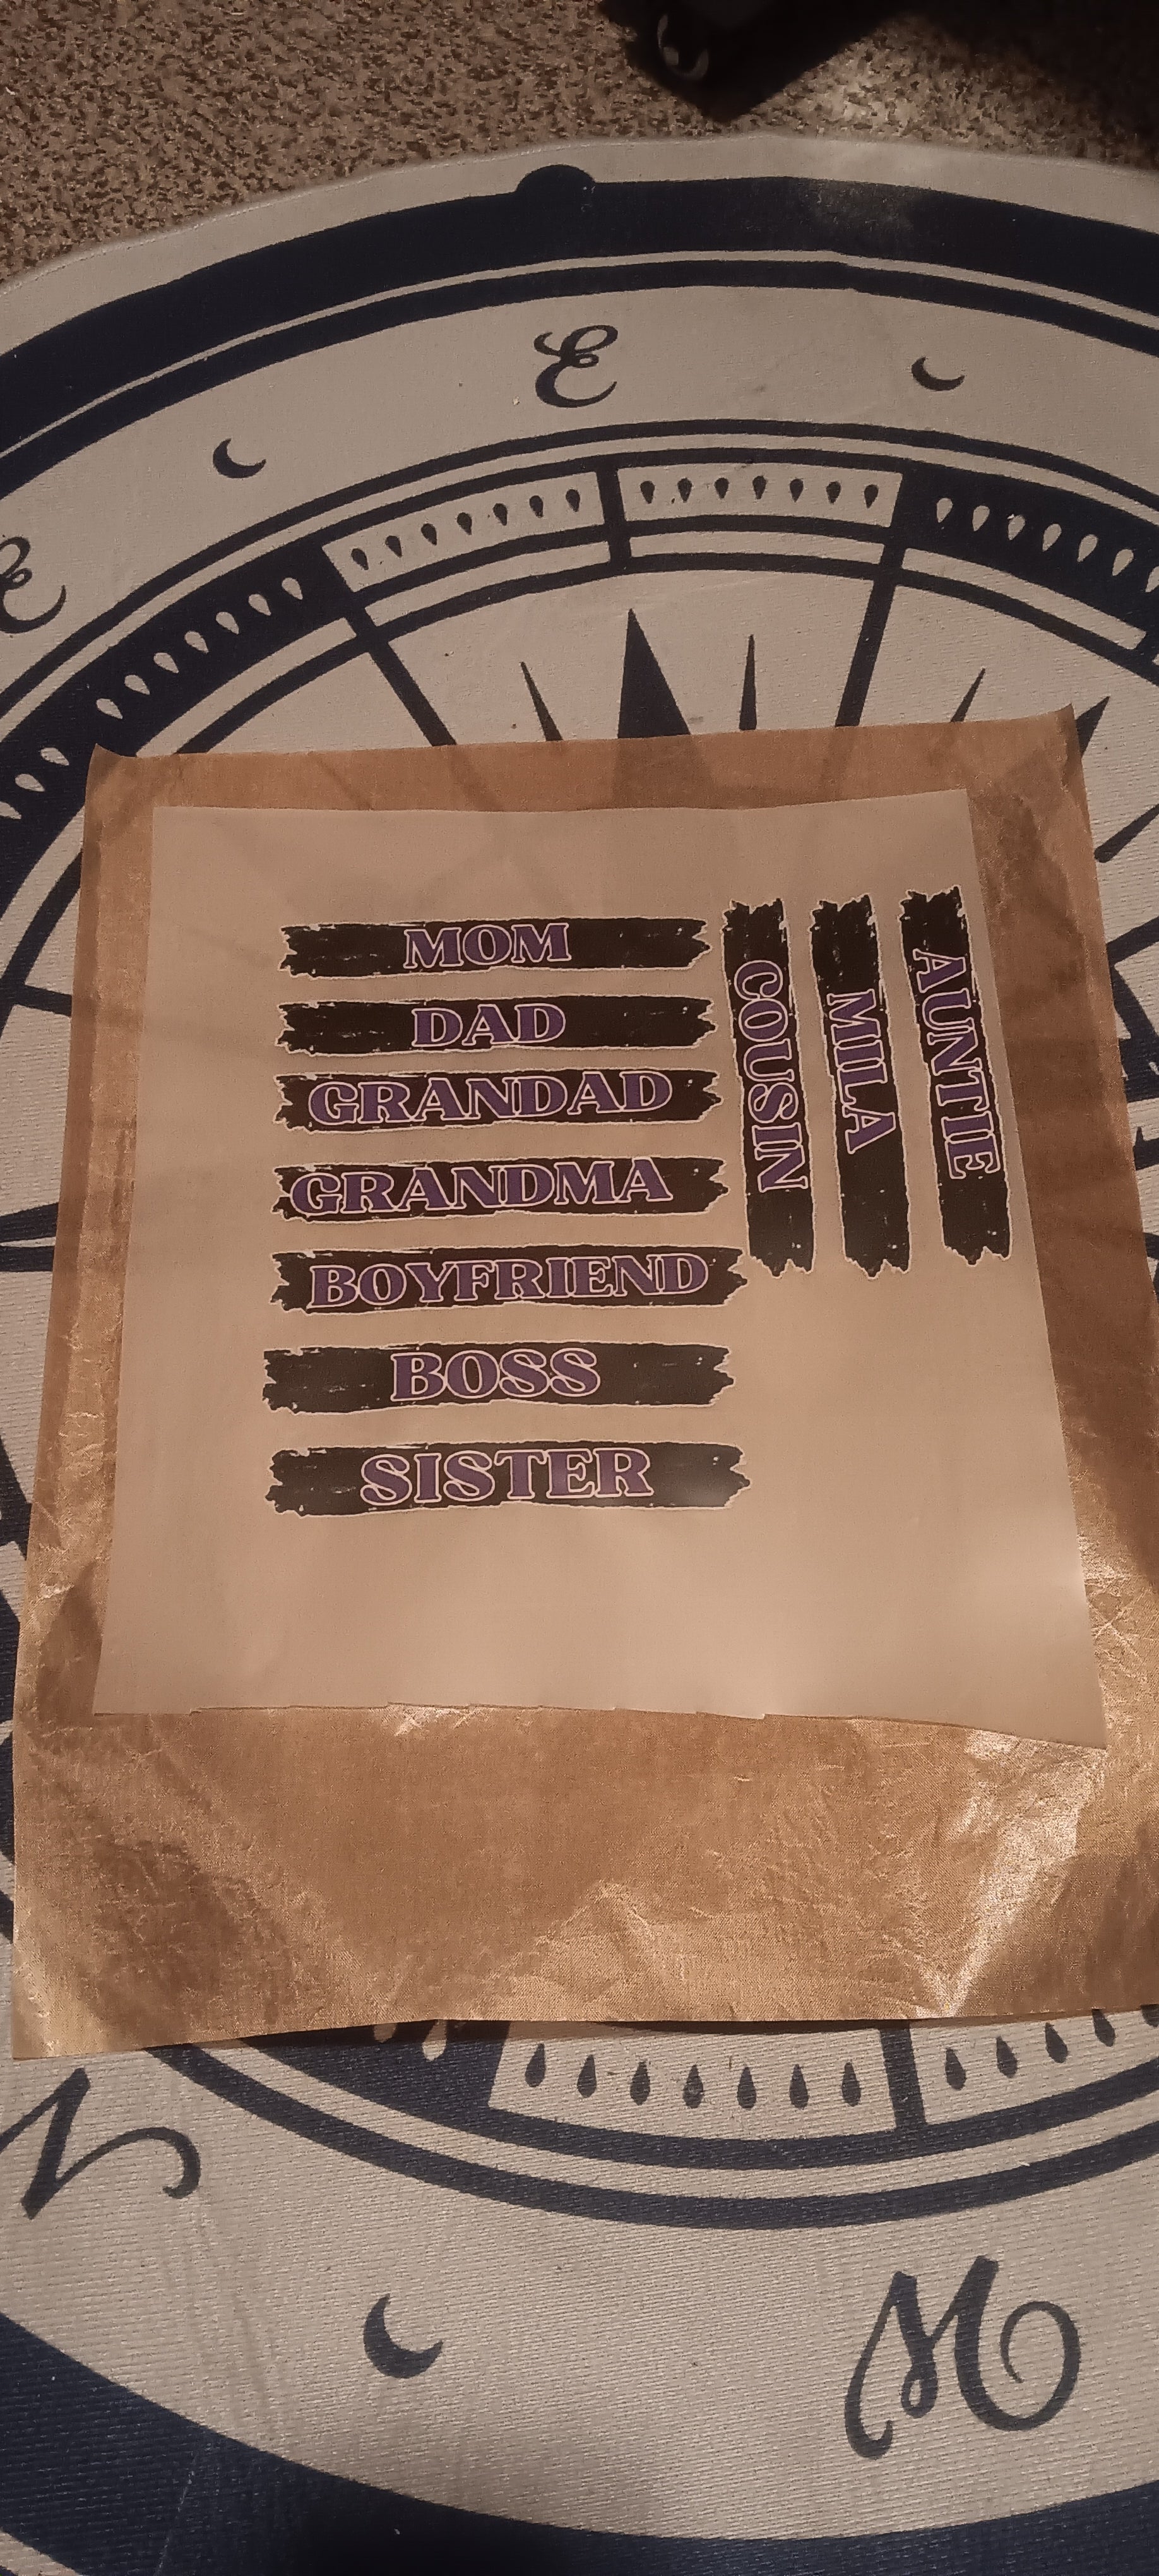 E
E
MOM
DAD
GRANDAD
GRANDMA
BOYFRIEND
BOSS
SISTER
COUSIN
MILA
AUNTIE
N
M